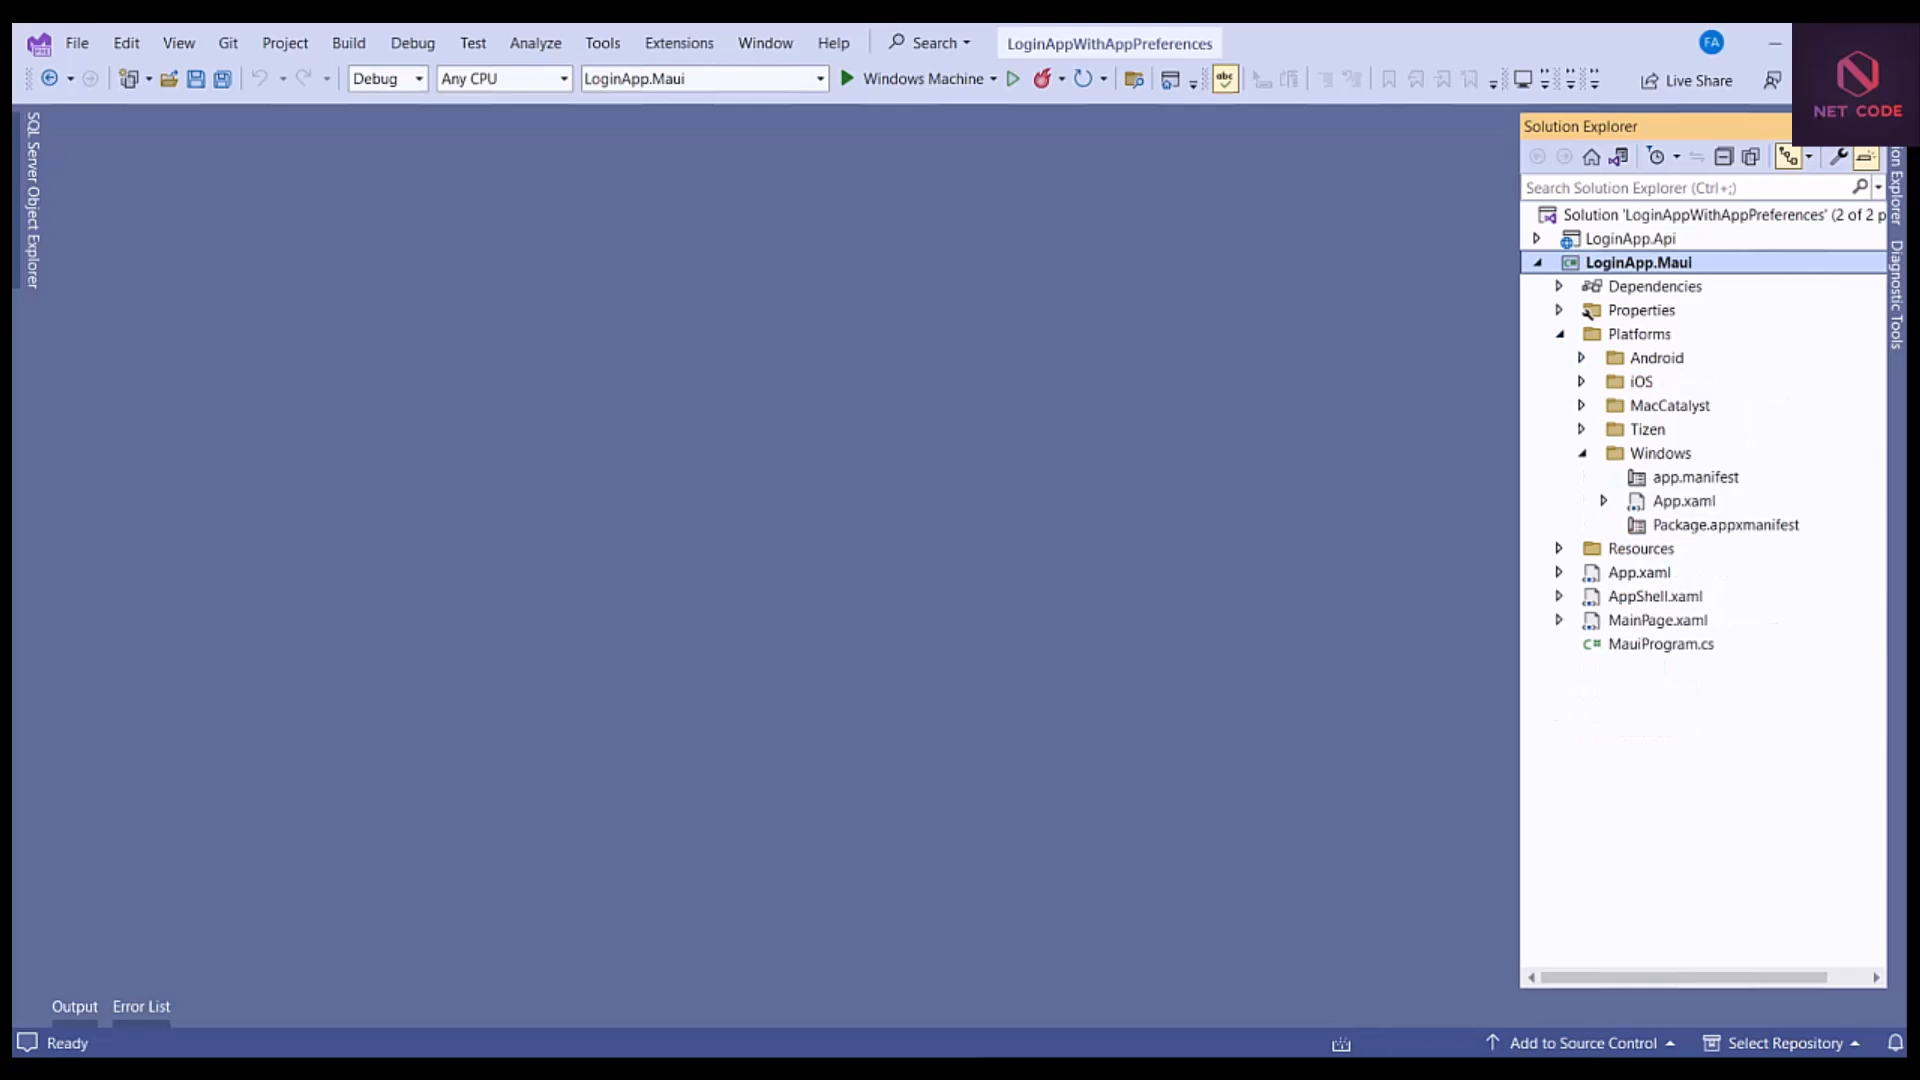 File Edit View Git Project Build Debug Test Analyze Tools Extensions Window Help Search LoginAppWithAppPreferences FA
Debug Any CPU LoginApp.Maui Windows Machine abc Live Share
NET CODE
SQL Server Object Explorer
Solution Explorer
Search Solution Explorer (Ctrl+;)
Solution 'LoginAppWithAppPreferences' (2 of 2 p
LoginApp.Api
LoginApp.Maui
Dependencies
Properties
Platforms
Android
iOS
MacCatalyst
Tizen
Windows
app.manifest
App.xaml
Package.appxmanifest
Resources
App.xaml
AppShell.xaml
MainPage.xaml
C# MauiProgram.cs
ion Explorer
Diagnostic Tools
Output Error List
Ready Add to Source Control Select Repository